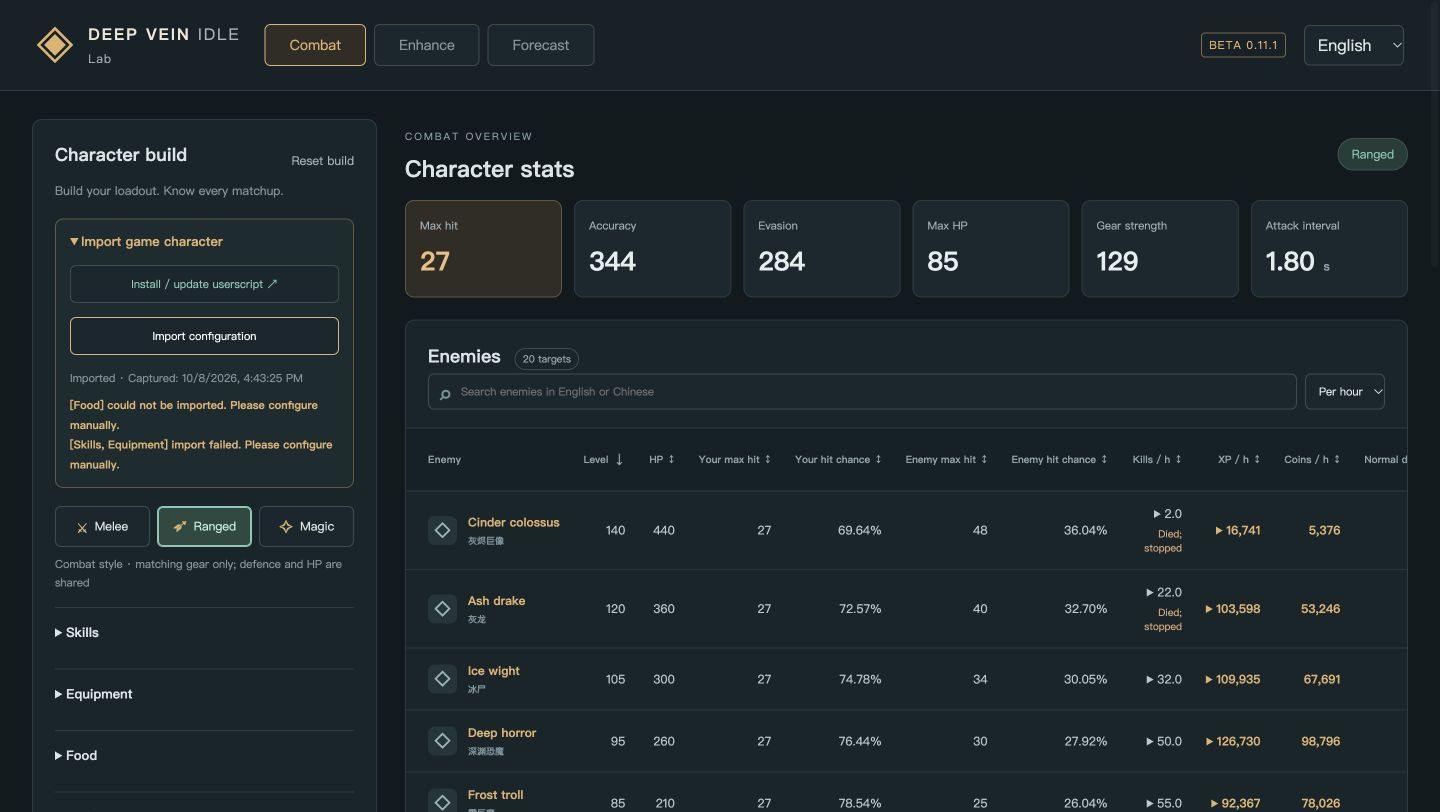 DEEP VEIN IDLE
Lab
Combat
Enhance
Forecast
BETA 0.11.1
English
Character build
Reset build
Build your loadout. Know every matchup.
▼Import game character
Install / update userscript ↗
Import configuration
Imported · Captured: 10/8/2026, 4:43:25 PM
[Food] could not be imported. Please configure
manually.
[Skills, Equipment] import failed. Please configure
manually.
Melee
Ranged
Magic
Combat style · matching gear only; defence and HP are
shared
▶ Skills
▶ Equipment
▶ Food
COMBAT OVERVIEW
Character stats
Ranged
Max hit
27
Accuracy
344
Evasion
284
Max HP
85
Gear strength
129
Attack interval
1.80 s
Enemies 20 targets
Search enemies in English or Chinese
Per hour
Enemy Level ↓ HP ↕ Your max hit ↕ Your hit chance ↕ Enemy max hit ↕ Enemy hit chance ↕ Kills / h ↕ XP / h ↕ Coins / h ↕ Normal d
Cinder colossus
灰烬巨像
140 440 27 69.64% 48 36.04% ▶ 2.0
Died;
stopped
▶ 16,741 5,376
Ash drake
灰龙
120 360 27 72.57% 40 32.70% ▶ 22.0
Died;
stopped
▶ 103,598 53,246
Ice wight
冰尸
105 300 27 74.78% 34 30.05% ▶ 32.0 ▶ 109,935 67,691
Deep horror
深渊恐魔
95 260 27 76.44% 30 27.92% ▶ 50.0 ▶ 126,730 98,796
Frost troll
85 210 27 78.54% 25 26.04% ▶ 55.0 ▶ 92,367 78,026